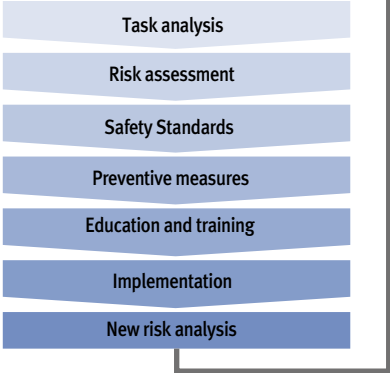 Task analysis
Risk assessment
Safety Standards
Preventive measures
Education and training
Implementation
New risk analysis